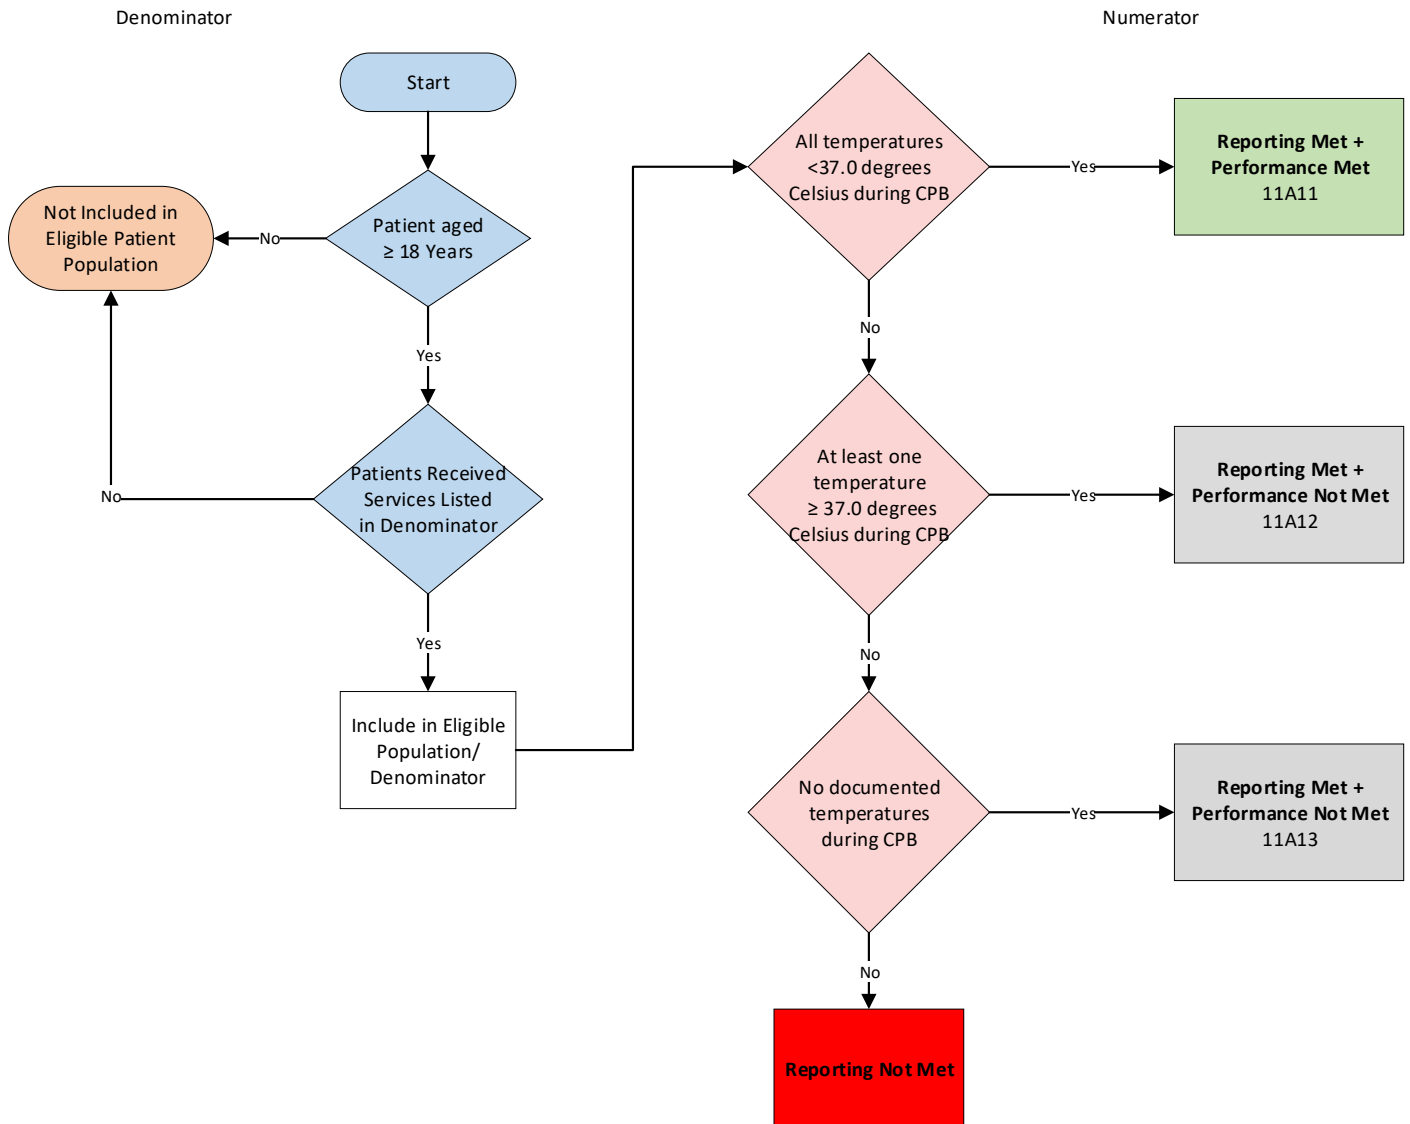 Denominator
Numerator
Start
Patient aged
≥ 18 Years
No
Not Included in
Eligible Patient
Population
Yes
Patients Received
Services Listed
in Denominator
No
Yes
Include in Eligible
Population/
Denominator
All temperatures
<37.0 degrees
Celsius during CPB
Yes
Reporting Met +
Performance Met
11A11
No
At least one
temperature
≥ 37.0 degrees
Celsius during CPB
Yes
Reporting Met +
Performance Not Met
11A12
No
No documented
temperatures
during CPB
Yes
Reporting Met +
Performance Not Met
11A13
No
Reporting Not Met